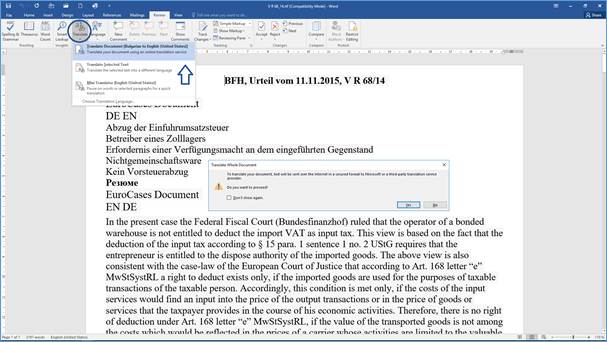 V R 68_14.rtf [Compatibility Mode] - Word
File Home Insert Design Layout References Mailings Review View Tell me what you want to do
Spelling & Grammar Thesaurus Word Count Smart Lookup Translate Language New Comment Delete Previous Next Show Comments Track Changes Simple Markup Show Markup Reviewing Pane Accept Reject Previous Next Compare
Translate Document [Bulgarian to English (United States)]
Translate your document using an online translation service
Translate Selected Text
Translate the selected text into a different language
Mini Translator [English (United States)]
Pause on words or selected paragraphs for a quick translation
Choose Translation Language...
BFH, Urteil vom 11.11.2015, V R 68/14
EuroCases Document
DE EN
Abzug der Einfuhrumsatzsteuer
Betreiber eines Zolllagers
Erfordernis einer Verfügungsmacht an dem eingeführten Gegenstand
Nichtgemeinschaftsware
Kein Vorsteuerabzug
Резюме
EuroCases Document
EN DE
Translate Whole Document
To translate your document, text will be sent over the Internet in a secured format to Microsoft or a third-party translation service provider.
Do you want to proceed?
Don't show again.
Yes No
In the present case the Federal Fiscal Court (Bundesfinanzhof) ruled that the operator of a bonded
warehouse is not entitled to deduct the import VAT as input tax. This view is based on the fact that the
deduction of the input tax according to § 15 para. 1 sentence 1 no. 2 UStG requires that the
entrepreneur is entitled to the dispose authority of the imported goods. The above view is also
consistent with the case-law of the European Court of Justice that according to Art. 168 letter “e”
MwStSystRL a right to deduct exists only, if the imported goods are used for the purposes of taxable
transactions of the taxable person. Accordingly, this condition is met only, if the costs of the input
services would find an input into the price of the output transactions or in the price of goods or
services that the taxpayer provides in the course of his economic activities. Therefore, there is no right
of deduction under Art. 168 letter “e” MwStSystRL, if the value of the transported goods is not among
the costs which would be reflected in the prices of a carrier whose activities are limited to the valuable
Page 1 of 7 English (United States)